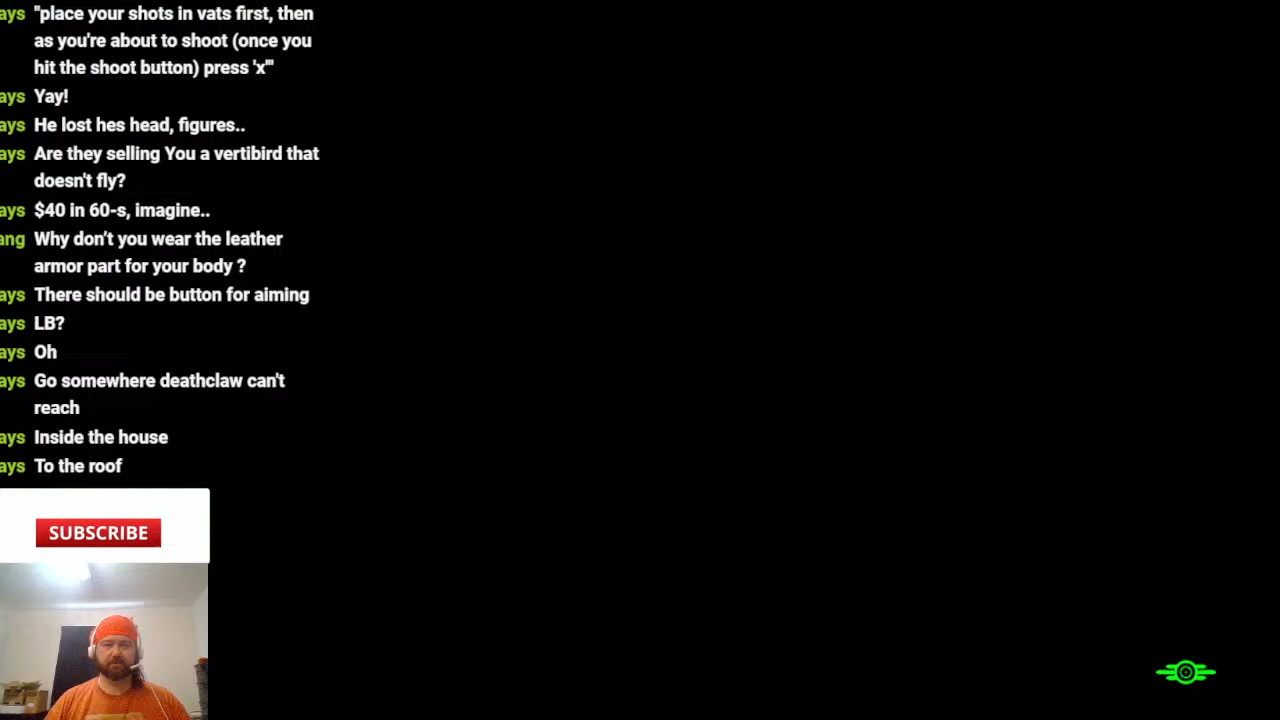 ays "place your shots in vats first, then
as you're about to shoot (once you
hit the shoot button) press 'x'"
ays Yay!
ays He lost hes head, figures..
ays Are they selling You a vertibird that
doesn't fly?
ays $40 in 60-s, imagine..
ang Why don’t you wear the leather
armor part for your body ?
ays There should be button for aiming
ays LB?
ays Oh
ays Go somewhere deathclaw can't
reach
ays Inside the house
ays To the roof
SUBSCRIBE